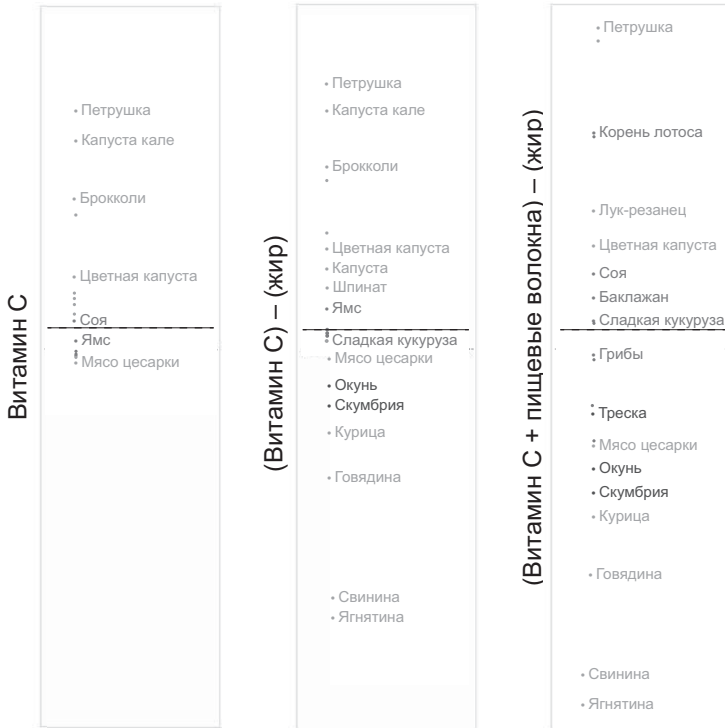 Витамин С
Петрушка
Капуста кале
Брокколи
Цветная капуста
Соя
Ямс
Мясо цесарки
(Витамин С) – (жир)
Петрушка
Капуста кале
Брокколи
Цветная капуста
Капуста
Шпинат
Ямс
Сладкая кукуруза
Мясо цесарки
Окунь
Скумбрия
Курица
Говядина
Свинина
Ягнятина
(Витамин С + пищевые волокна) – (жир)
Петрушка
Корень лотоса
Лук-резанец
Цветная капуста
Соя
Баклажан
Сладкая кукуруза
Грибы
Треска
Мясо цесарки
Окунь
Скумбрия
Курица
Говядина
Свинина
Ягнятина